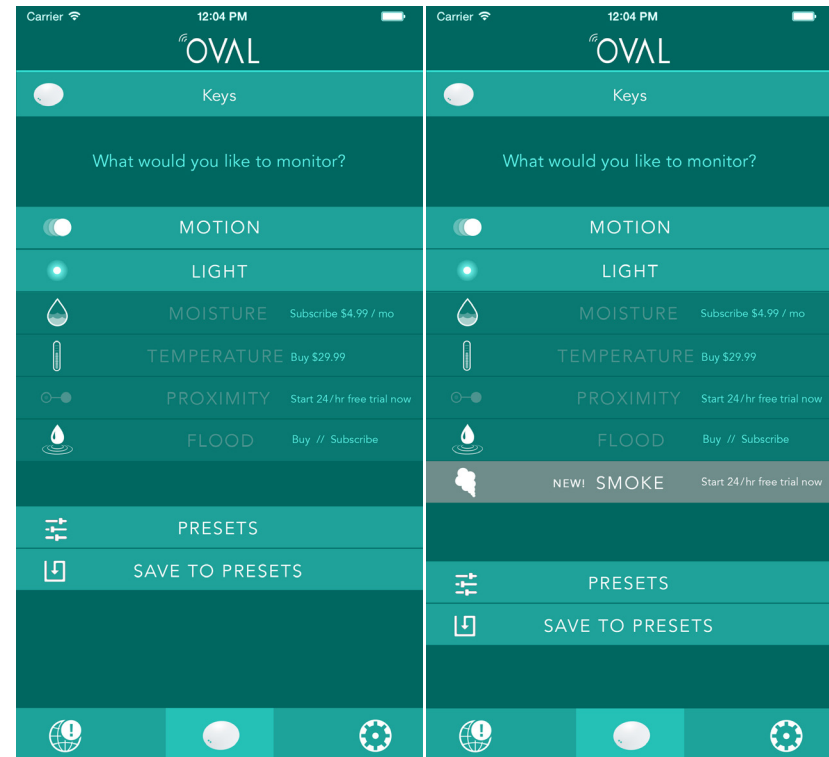 Carrier 12:04 PM
OVAL
Keys
What would you like to monitor?
MOTION
LIGHT
MOISTURE Subscribe $4.99 / mo
TEMPERATURE Buy $29.99
PROXIMITY Start 24/hr free trial now
FLOOD Buy // Subscribe
PRESETS
SAVE TO PRESETS
Carrier 12:04 PM
OVAL
Keys
What would you like to monitor?
MOTION
LIGHT
MOISTURE Subscribe $4.99 / mo
TEMPERATURE Buy $29.99
PROXIMITY Start 24/hr free trial now
FLOOD Buy // Subscribe
NEW! SMOKE Start 24/hr free trial now
PRESETS
SAVE TO PRESETS